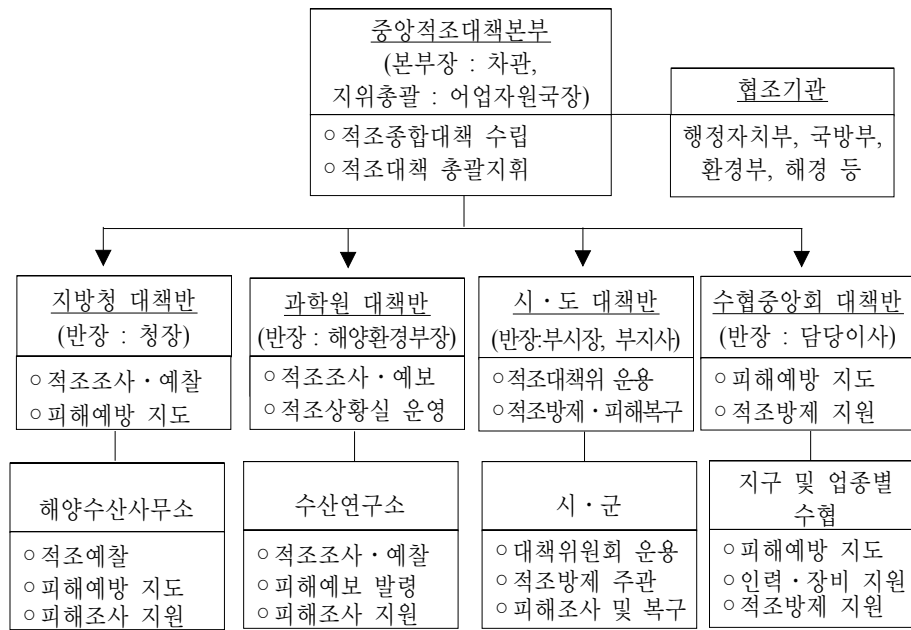 중앙적조대책본부
(본부장 : 차관,
지위총괄 : 어업자원국장)
○적조종합대책 수립
○적조대책 총괄지휘
협조기관
행정자치부, 국방부,
환경부, 해경 등
지방청 대책반
(반장 : 청장)
○적조조사·예찰
○피해예방 지도
과학원 대책반
(반장 : 해양환경부장)
○적조조사·예보
○적조상황실 운영
시·도 대책반
(반장:부시장, 부지사)
○적조대책위 운용
○적조방제·피해복구
수협중앙회 대책반
(반장 : 담당이사)
○피해예방 지도
○적조방제 지원
해양수산사무소
○적조예찰
○피해예방 지도
○피해조사 지원
수산연구소
○적조조사·예찰
○피해예보 발령
○피해조사 지원
시·군
○대책위원회 운용
○적조방제 주관
○피해조사 및 복구
지구 및 업종별
수협
○피해예방 지도
○인력·장비 지원
○적조방제 지원